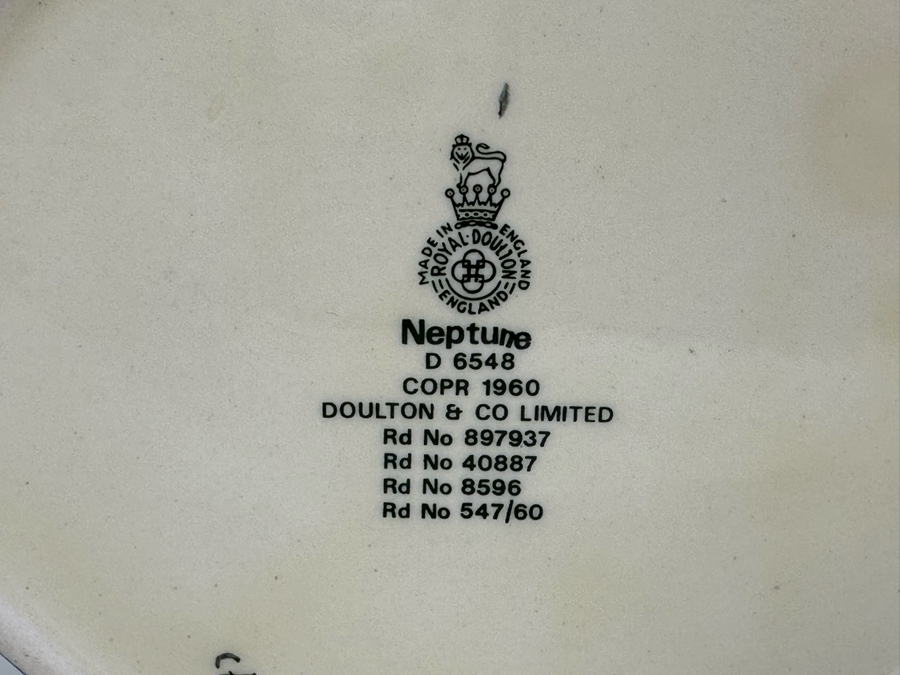 MADE IN ENGLAND
ROYAL·DOULTON
ENGLAND
Neptune
D 6548
COPR 1960
DOULTON & CO LIMITED
Rd No 897937
Rd No 40887
Rd No 8596
Rd No 547/60